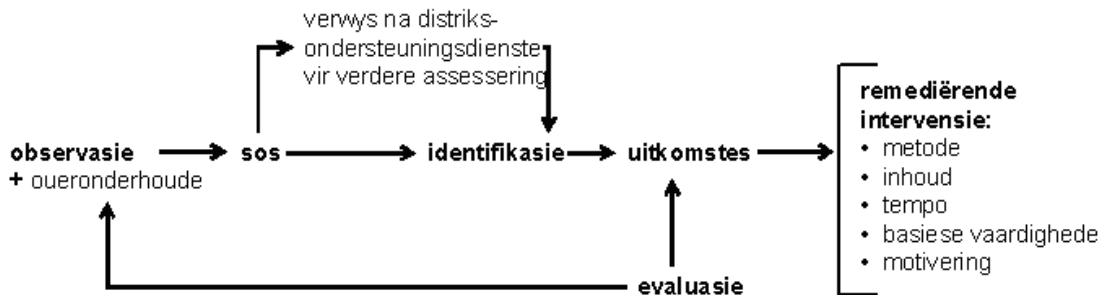 verwys na distriks-
ondersteuningsdienste
vir verdere assessering
observasie
+ oueronderhoude
sos
identifikasie
uitkomstes
remediërende
intervensie:
• metode
• inhoud
• tempo
• basiese vaardighede
• motivering
evaluasie